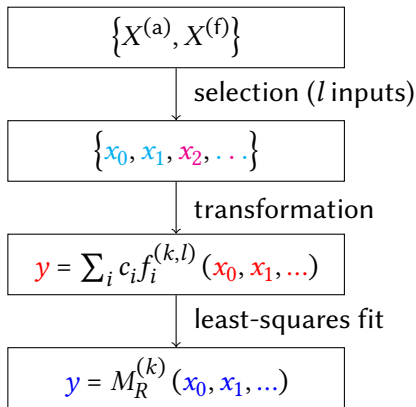 {X^(a), X^(f)}
selection (l inputs)
{x_0, x_1, x_2, ...}
transformation
y = ∑_i c_i f_i^(k,l) (x_0, x_1, ...)
least-squares fit
y = M_R^(k) (x_0, x_1, ...)